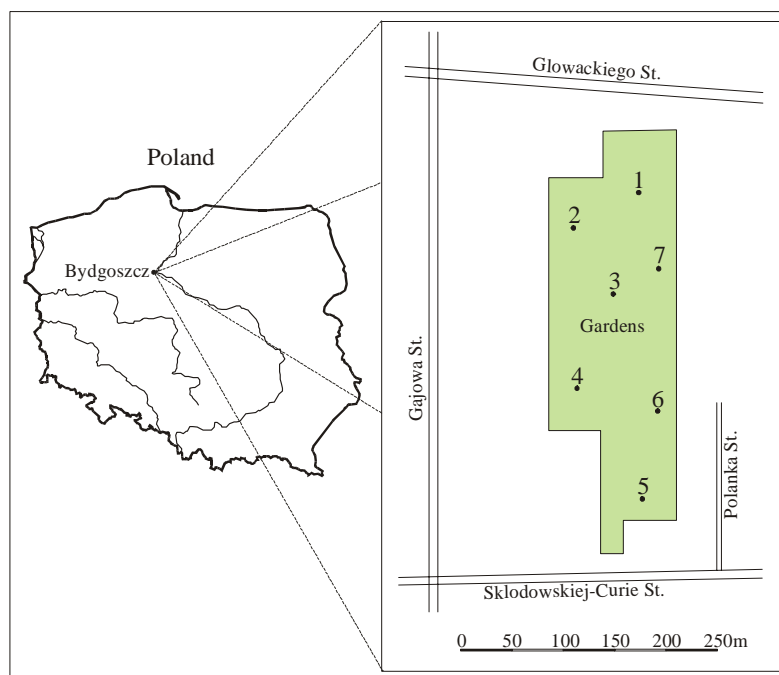 Poland
Bydgoszcz
Glowackiego St.
Gajowa St.
1
2
7
3
Gardens
4
6
5
Polanka St.
Sklodowskiej-Curie St.
0 50 100 150 200 250m